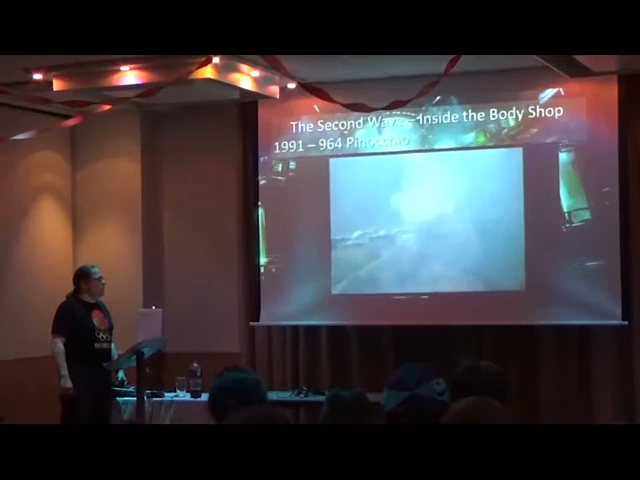 The Second Wave – Inside the Body Shop
1991 – 964 Pinocchio